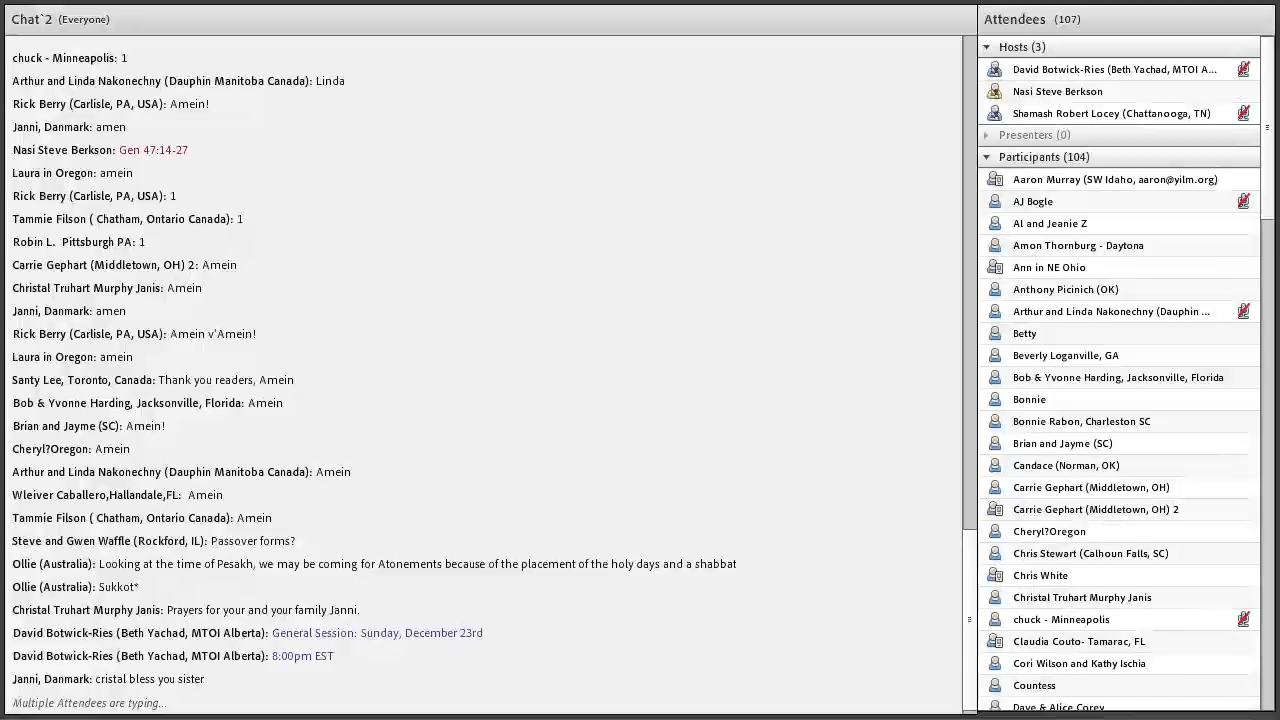 Chat`2 (Everyone)
chuck - Minneapolis: 1
Arthur and Linda Nakonechny (Dauphin Manitoba Canada): Linda
Rick Berry (Carlisle, PA, USA): Amein!
Janni, Danmark: amen
Nasi Steve Berkson: Gen 47:14-27
Laura in Oregon: amein
Rick Berry (Carlisle, PA, USA): 1
Tammie Filson ( Chatham, Ontario Canada): 1
Robin L.  Pittsburgh PA: 1
Carrie Gephart (Middletown, OH) 2: Amein
Christal Truhart Murphy Janis: Amein
Janni, Danmark: amen
Rick Berry (Carlisle, PA, USA): Amein v'Amein!
Laura in Oregon: amein
Santy Lee, Toronto, Canada: Thank you readers, Amein
Bob & Yvonne Harding, Jacksonville, Florida: Amein
Brian and Jayme (SC): Amein!
Cheryl?Oregon: Amein
Arthur and Linda Nakonechny (Dauphin Manitoba Canada): Amein
Wleiver Caballero,Hallandale,FL:  Amein
Tammie Filson ( Chatham, Ontario Canada): Amein
Steve and Gwen Waffle (Rockford, IL): Passover forms?
Ollie (Australia): Looking at the time of Pesakh, we may be coming for Atonements because of the placement of the holy days and a shabbat
Ollie (Australia): Sukkot*
Christal Truhart Murphy Janis: Prayers for your and your family Janni.
David Botwick-Ries (Beth Yachad, MTOI Alberta): General Session: Sunday, December 23rd
David Botwick-Ries (Beth Yachad, MTOI Alberta): 8:00pm EST
Janni, Danmark: cristal bless you sister
Multiple Attendees are typing...
Attendees (107)
Hosts (3)
David Botwick-Ries (Beth Yachad, MTOI A...
Nasi Steve Berkson
Shamash Robert Locey (Chattanooga, TN)
Presenters (0)
Participants (104)
Aaron Murray (SW Idaho, aaron@yilm.org)
AJ Bogle
Al and Jeanie Z
Amon Thornburg - Daytona
Ann in NE Ohio
Anthony Picinich (OK)
Arthur and Linda Nakonechny (Dauphin ...
Betty
Beverly Loganville, GA
Bob & Yvonne Harding, Jacksonville, Florida
Bonnie
Bonnie Rabon, Charleston SC
Brian and Jayme (SC)
Candace (Norman, OK)
Carrie Gephart (Middletown, OH)
Carrie Gephart (Middletown, OH) 2
Cheryl?Oregon
Chris Stewart (Calhoun Falls, SC)
Chris White
Christal Truhart Murphy Janis
chuck - Minneapolis
Claudia Couto- Tamarac, FL
Cori Wilson and Kathy Ischia
Countess
Dave & Alice Corey